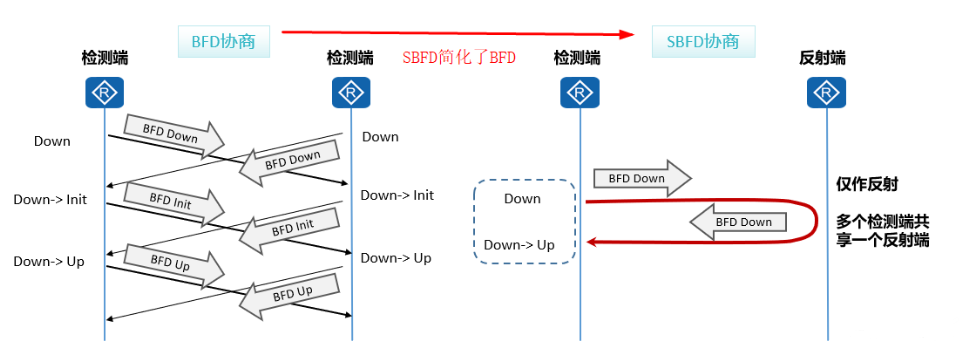 BFD协商
SBFD协商
SBFD简化了BFD
检测端
检测端
检测端
反射端
R
R
R
R
Down
BFD Down
BFD Down
Down
Down-> Init
BFD Init
BFD Init
Down-> Init
Down-> Up
BFD Up
BFD Up
Down-> Up
BFD Down
Down
BFD Down
Down-> Up
仅作反射
多个检测端共
享一个反射端